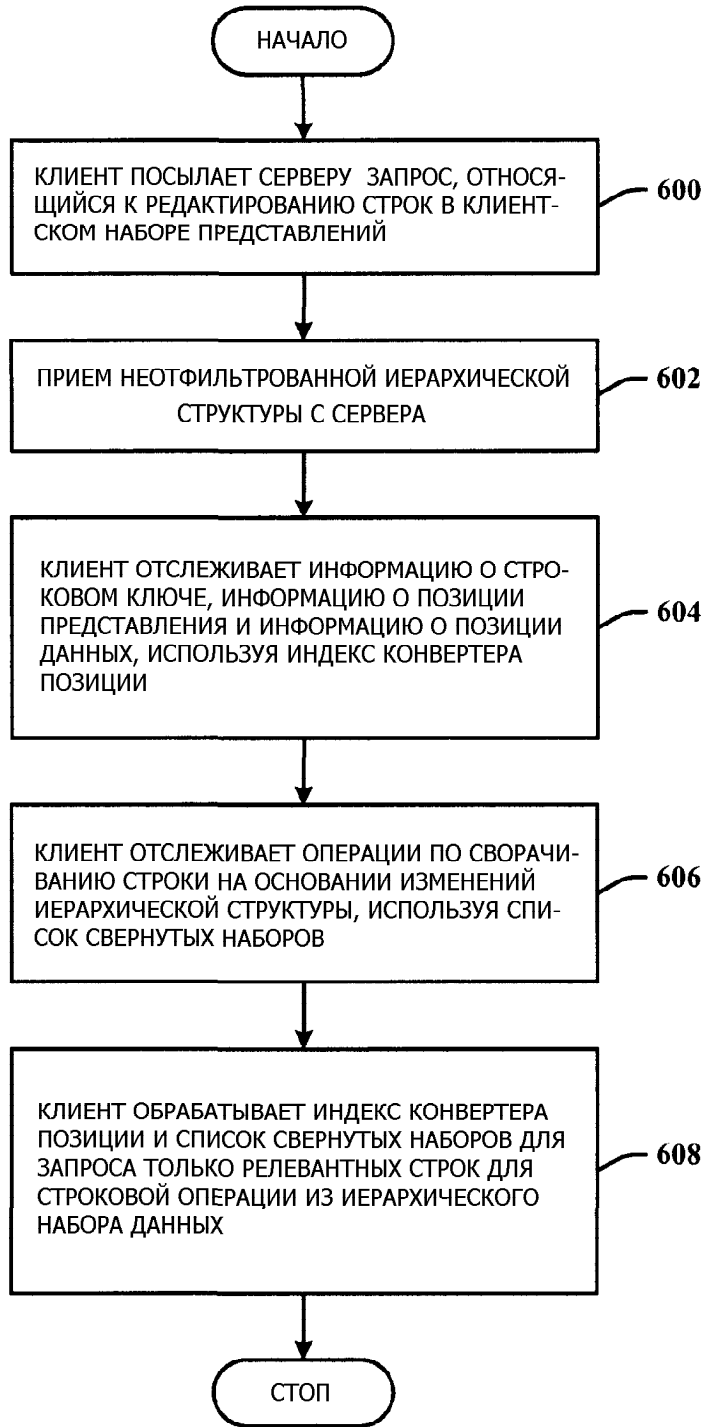 НАЧАЛО
КЛИЕНТ ПОСЫЛАЕТ СЕРВЕРУ ЗАПРОС, ОТНОСЯ-
ЩИЙСЯ К РЕДАКТИРОВАНИЮ СТРОК В КЛИЕНТ-
СКОМ НАБОРЕ ПРЕДСТАВЛЕНИЙ
600
ПРИЕМ НЕОТФИЛЬТРОВАННОЙ ИЕРАРХИЧЕСКОЙ
СТРУКТУРЫ С СЕРВЕРА
602
КЛИЕНТ ОТСЛЕЖИВАЕТ ИНФОРМАЦИЮ О СТРО-
КОВОМ КЛЮЧЕ, ИНФОРМАЦИЮ О ПОЗИЦИИ
ПРЕДСТАВЛЕНИЯ И ИНФОРМАЦИЮ О ПОЗИЦИИ
ДАННЫХ, ИСПОЛЬЗУЯ ИНДЕКС КОНВЕРТЕРА
ПОЗИЦИИ
604
КЛИЕНТ ОТСЛЕЖИВАЕТ ОПЕРАЦИИ ПО СВОРАЧИ-
ВАНИЮ СТРОКИ НА ОСНОВАНИИ ИЗМЕНЕНИЙ
ИЕРАРХИЧЕСКОЙ СТРУКТУРЫ, ИСПОЛЬЗУЯ СПИ-
СОК СВЕРНУТЫХ НАБОРОВ
606
КЛИЕНТ ОБРАБАТЫВАЕТ ИНДЕКС КОНВЕРТЕРА
ПОЗИЦИИ И СПИСОК СВЕРНУТЫХ НАБОРОВ ДЛЯ
ЗАПРОСА ТОЛЬКО РЕЛЕВАНТНЫХ СТРОК ДЛЯ
СТРОКОВОЙ ОПЕРАЦИИ ИЗ ИЕРАРХИЧЕСКОГО
НАБОРА ДАННЫХ
608
СТОП